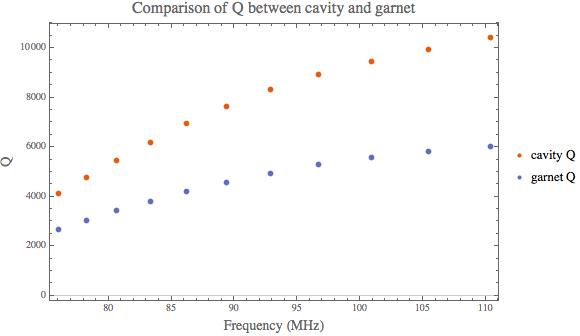 Comparison of Q between cavity and garnet
10000
8000
6000
4000
2000
0
Q
80 85 90 95 100 105 110
Frequency (MHz)
cavity Q
garnet Q